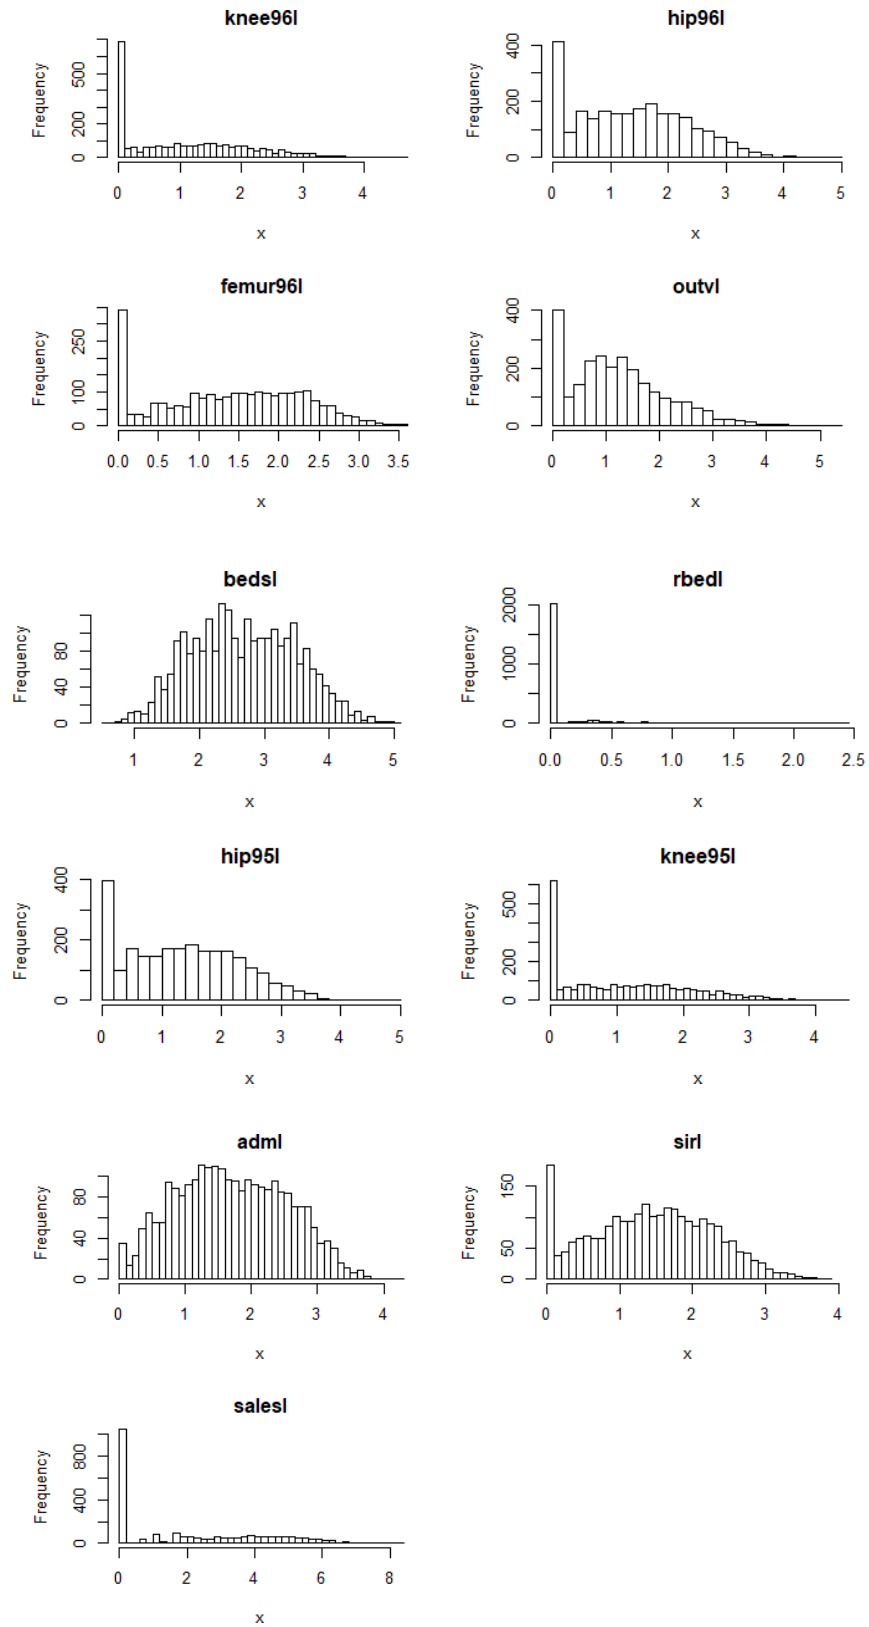 knee96l
hip96l
Frequency
200 500
0 200 400
0 1 2 3 4
0 1 2 3 4 5
x
x
femur96l
outvl
Frequency
0 100 250
Frequency
0 200 400
0.0 0.5 1.0 1.5 2.0 2.5 3.0 3.5
0 1 2 3 4 5
x
x
bedsl
rbedl
Frequency
0 40 80
Frequency
0 1000 2000
1 2 3 4 5
0.0 0.5 1.0 1.5 2.0 2.5
x
x
hip95l
knee95l
Frequency
0 200 400
Frequency
0 200 500
0 1 2 3 4 5
0 1 2 3 4
x
x
adml
sirl
Frequency
0 40 80
Frequency
0 50 150
0 1 2 3 4
0 1 2 3 4
x
x
salesl
Frequency
0 400 800
0 2 4 6 8
x